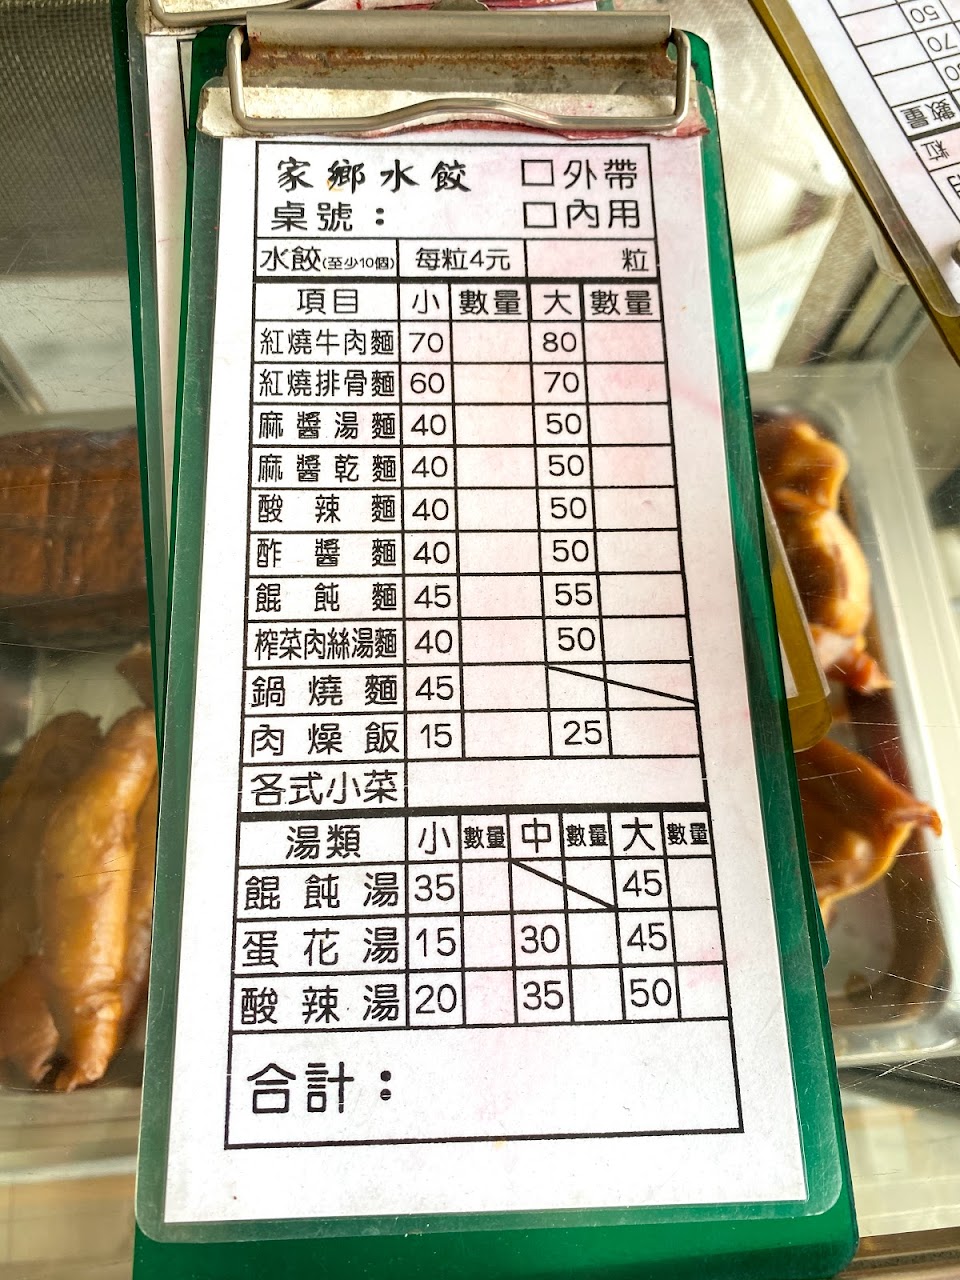 家鄉水餃 □外帶
桌號： □內用
水餃(至少10個) 每粒4元 粒
項目 小 數量 大 數量
紅燒牛肉麵 70 80
紅燒排骨麵 60 70
麻醬湯麵 40 50
麻醬乾麵 40 50
酸辣麵 40 50
酢醬麵 40 50
餛飩麵 45 55
榨菜肉絲湯麵 40 50
鍋燒麵 45
肉燥飯 15 25
各式小菜
湯類 小 數量 中 數量 大 數量
餛飩湯 35 45
蛋花湯 15 30 45
酸辣湯 20 35 50
合計：
50
70
數量
粒